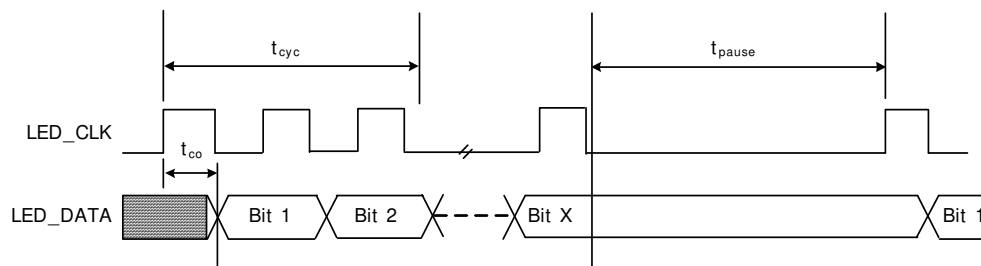 tcyc
tpause
LED_CLK
tco
LED_DATA
Bit 1
Bit 2
Bit X
Bit 1